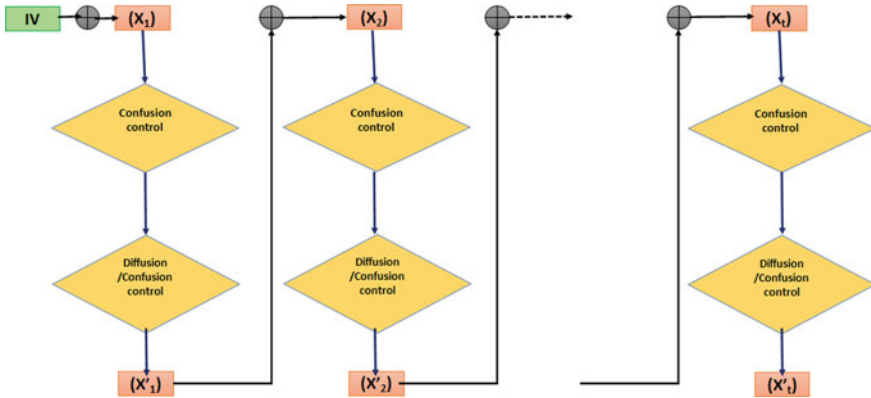 IV
(X₁)
(X₂)
(Xₜ)
Confusion
control
Confusion
control
Confusion
control
Diffusion
/Confusion
control
Diffusion
/Confusion
control
Diffusion
/Confusion
control
(X'₁)
(X'₂)
(X'ₜ)